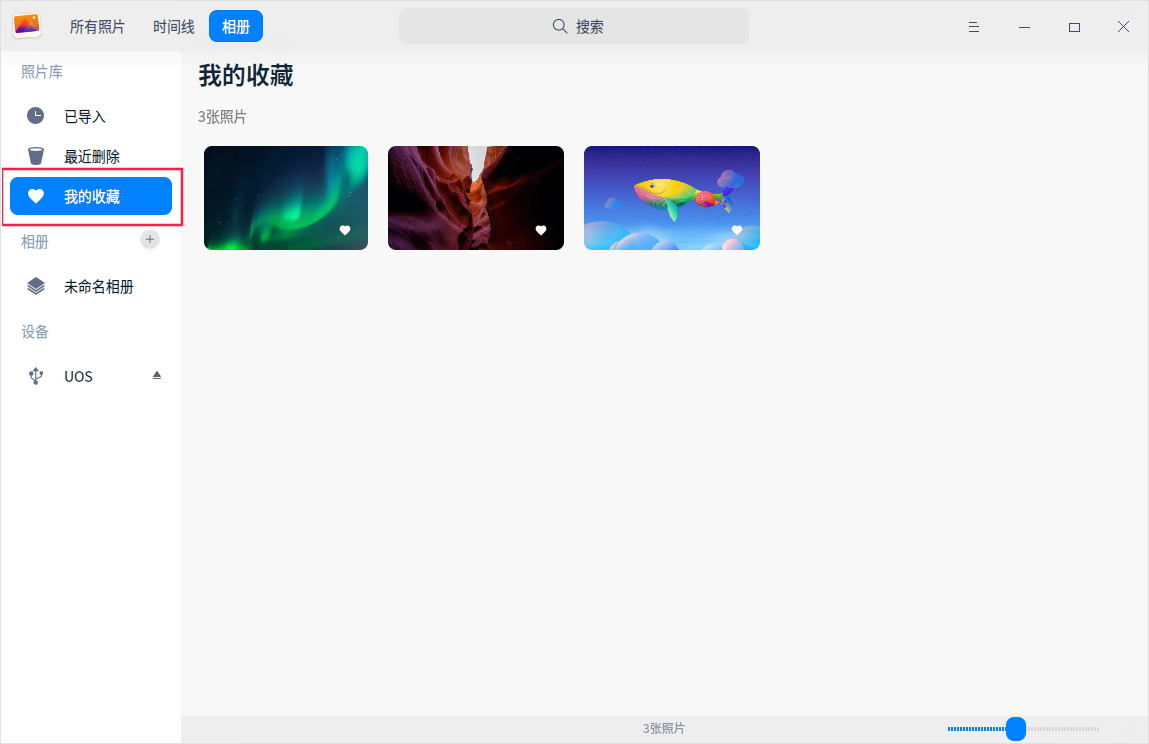 所有照片
时间线
相册
搜索
照片库
已导入
最近删除
我的收藏
相册
未命名相册
设备
UOS
我的收藏
3张照片
3张照片